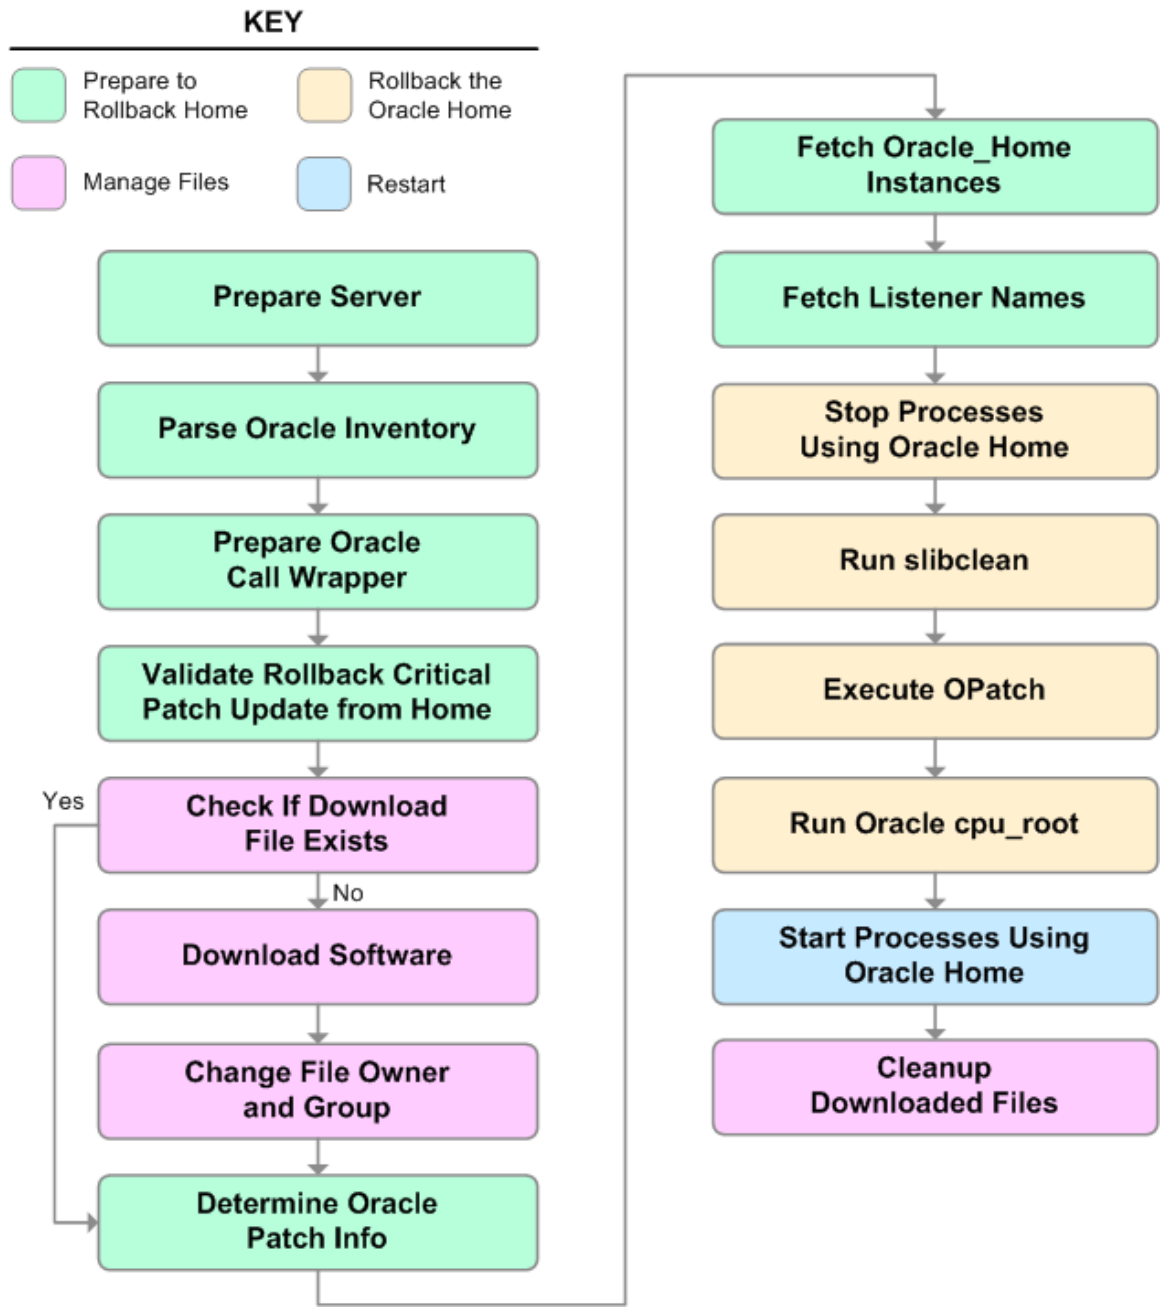 KEY
Prepare to
Rollback Home
Rollback the
Oracle Home
Manage Files
Restart
Prepare Server
Parse Oracle Inventory
Prepare Oracle
Call Wrapper
Validate Rollback Critical
Patch Update from Home
Yes
Check If Download
File Exists
No
Download Software
Change File Owner
and Group
Determine Oracle
Patch Info
Fetch Oracle_Home
Instances
Fetch Listener Names
Stop Processes
Using Oracle Home
Run slibclean
Execute OPatch
Run Oracle cpu_root
Start Processes Using
Oracle Home
Cleanup
Downloaded Files